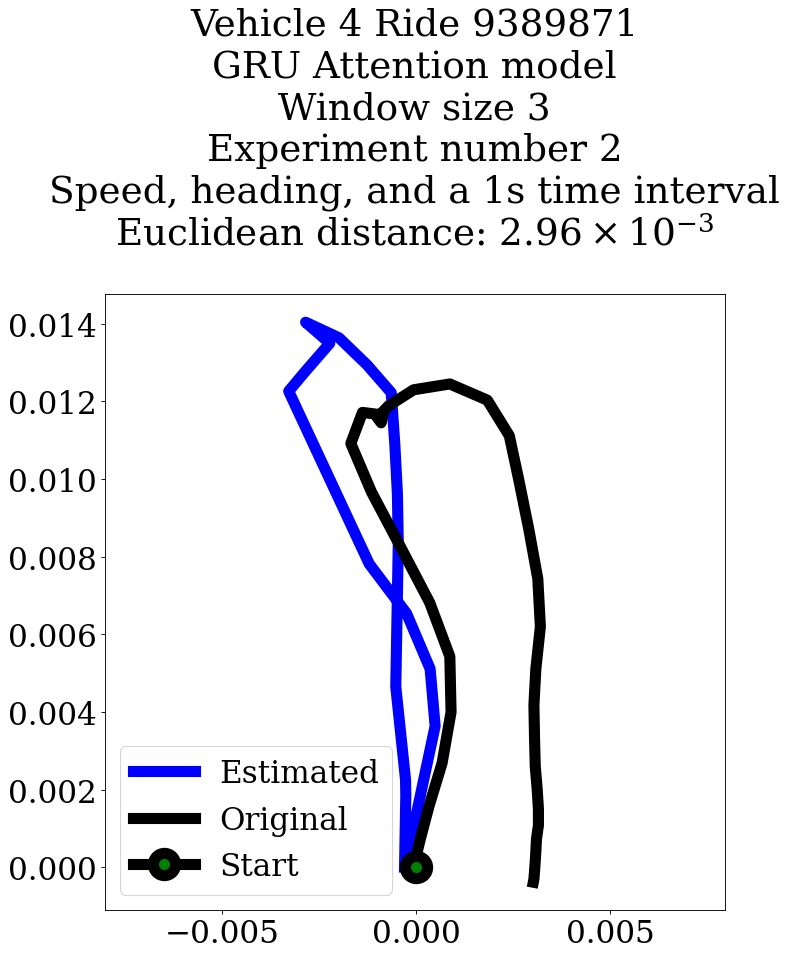 Vehicle 4 Ride 9389871
GRU Attention model
Window size 3
Experiment number 2
Speed, heading, and a 1s time interval
Euclidean distance: 2.96 × 10⁻³
0.014
0.012
0.010
0.008
0.006
0.004
0.002
0.000
Estimated
Original
Start
−0.005 0.000 0.005